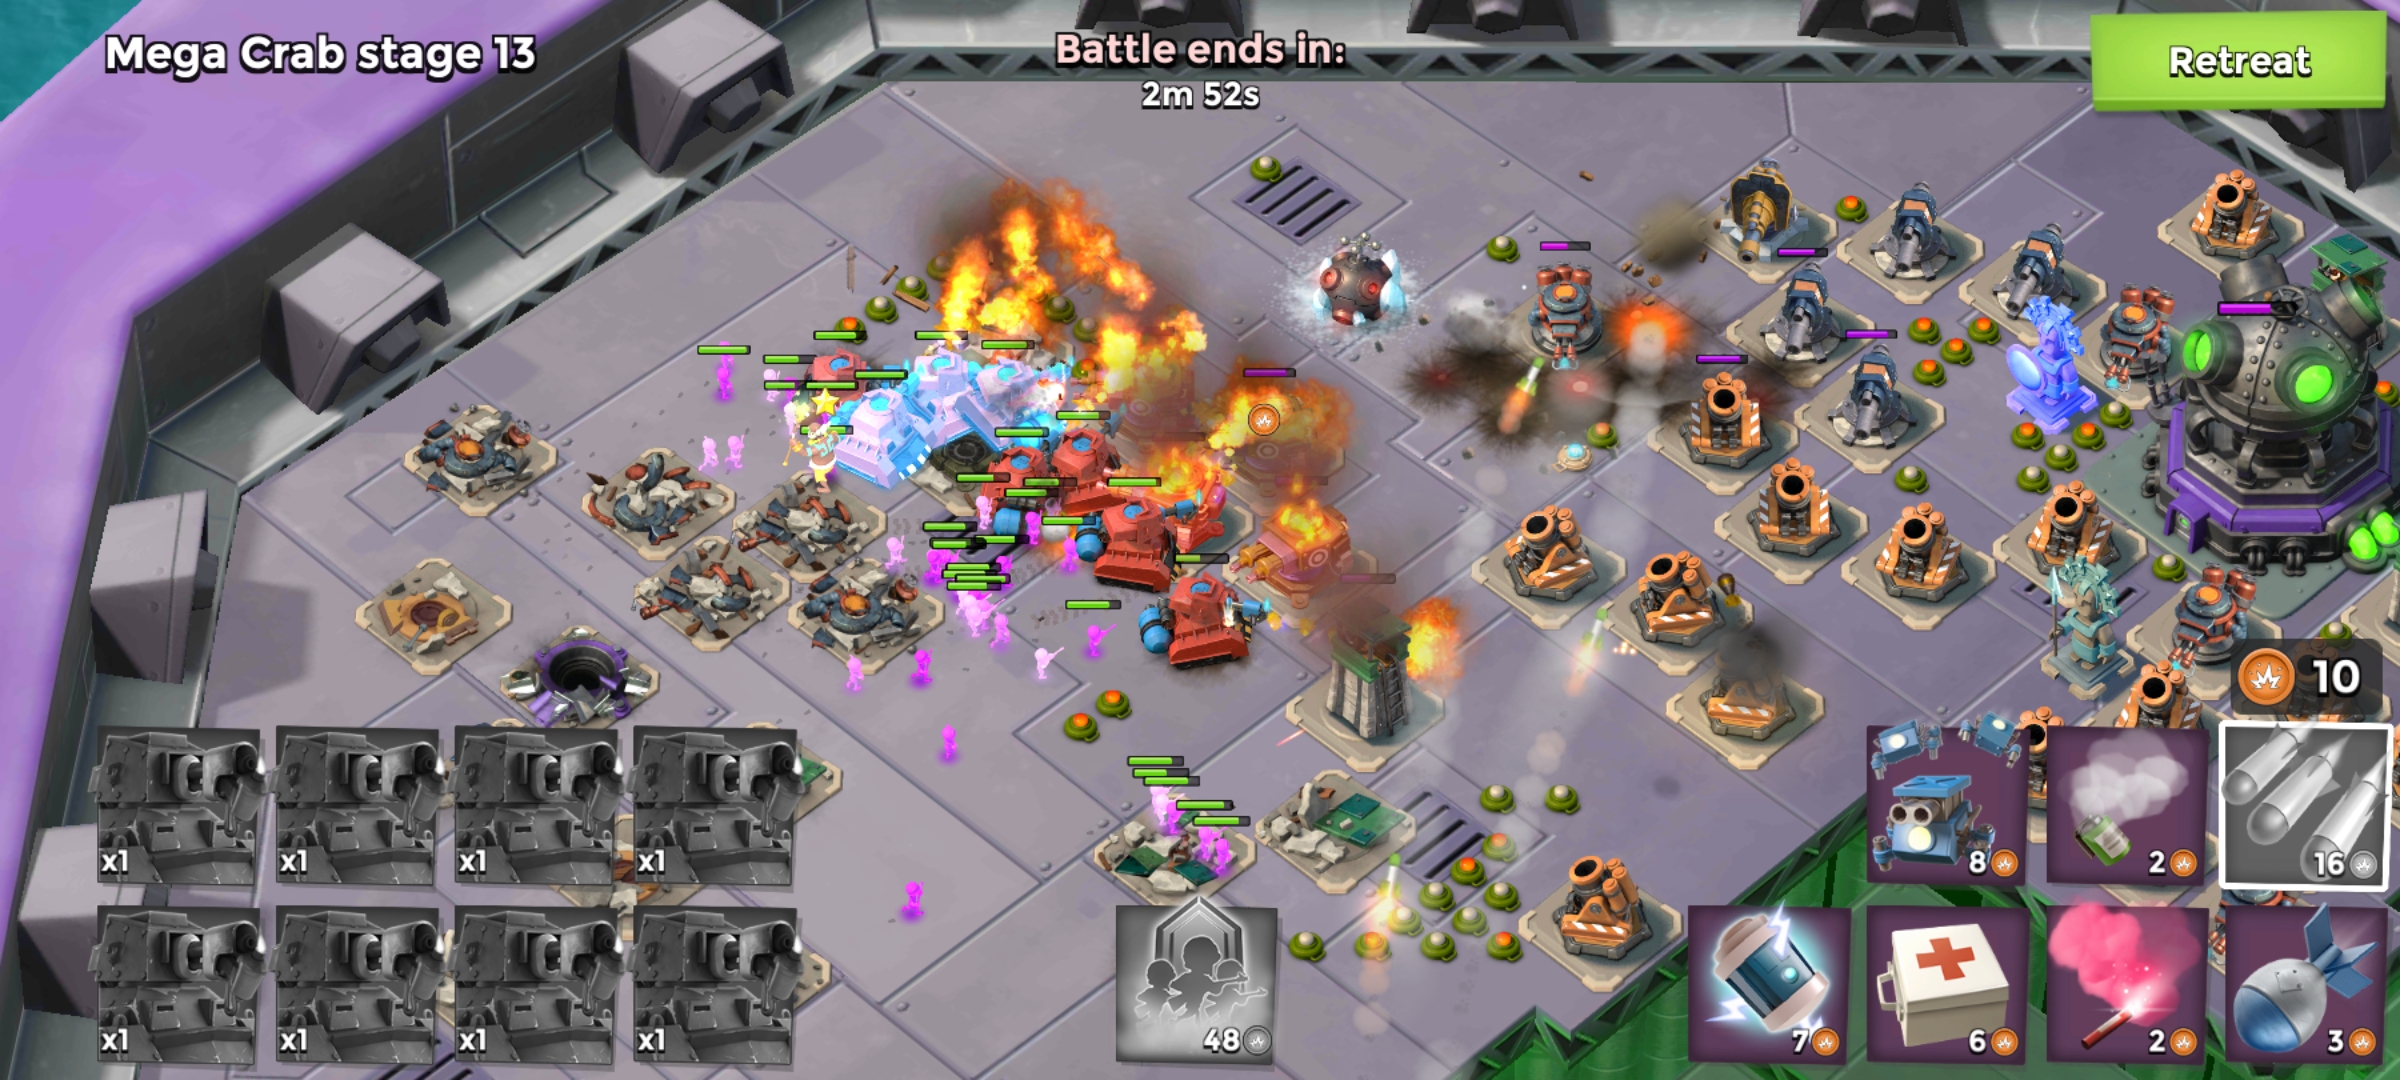 Mega Crab stage 13
Battle ends in:
2m 52s
Retreat
10
x1
x1
x1
x1
8
2
16
x1
x1
x1
x1
48
7
6
2
3